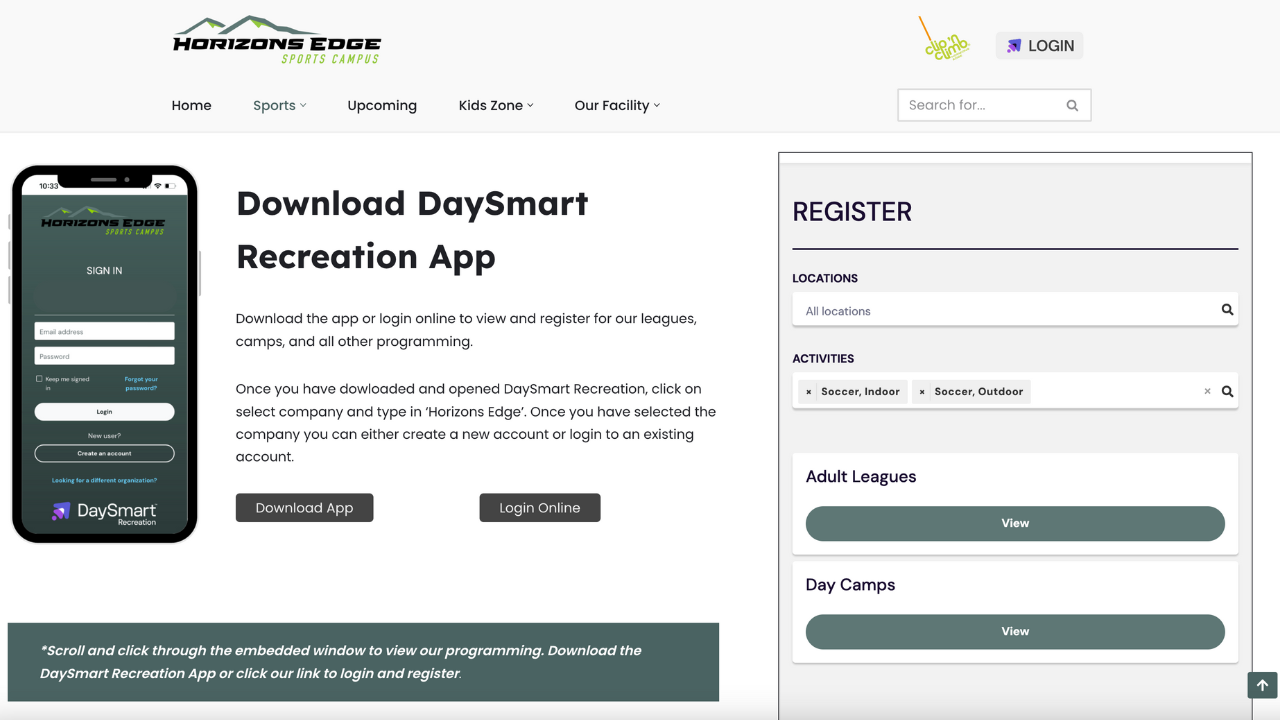 HORIZONS EDGE
SPORTS CAMPUS
clip 'n climb
LOGIN
Home
Sports
Upcoming
Kids Zone
Our Facility
Search for...
10:33
HORIZONS EDGE
SPORTS CAMPUS
SIGN IN
Email address
Password
Keep me signed in
Forgot your password?
Login
New user?
Create an account
Looking for a different organization?
DaySmart
Recreation
Download DaySmart
Recreation App
Download the app or login online to view and register for our leagues,
camps, and all other programming.
Once you have dowloaded and opened DaySmart Recreation, click on
select company and type in ‘Horizons Edge’. Once you have selected the
company you can either create a new account or login to an existing
account.
Download App
Login Online
*Scroll and click through the embedded window to view our programming. Download the
DaySmart Recreation App or click our link to login and register.
REGISTER
LOCATIONS
All locations
ACTIVITIES
× Soccer, Indoor
× Soccer, Outdoor
×
Adult Leagues
View
Day Camps
View